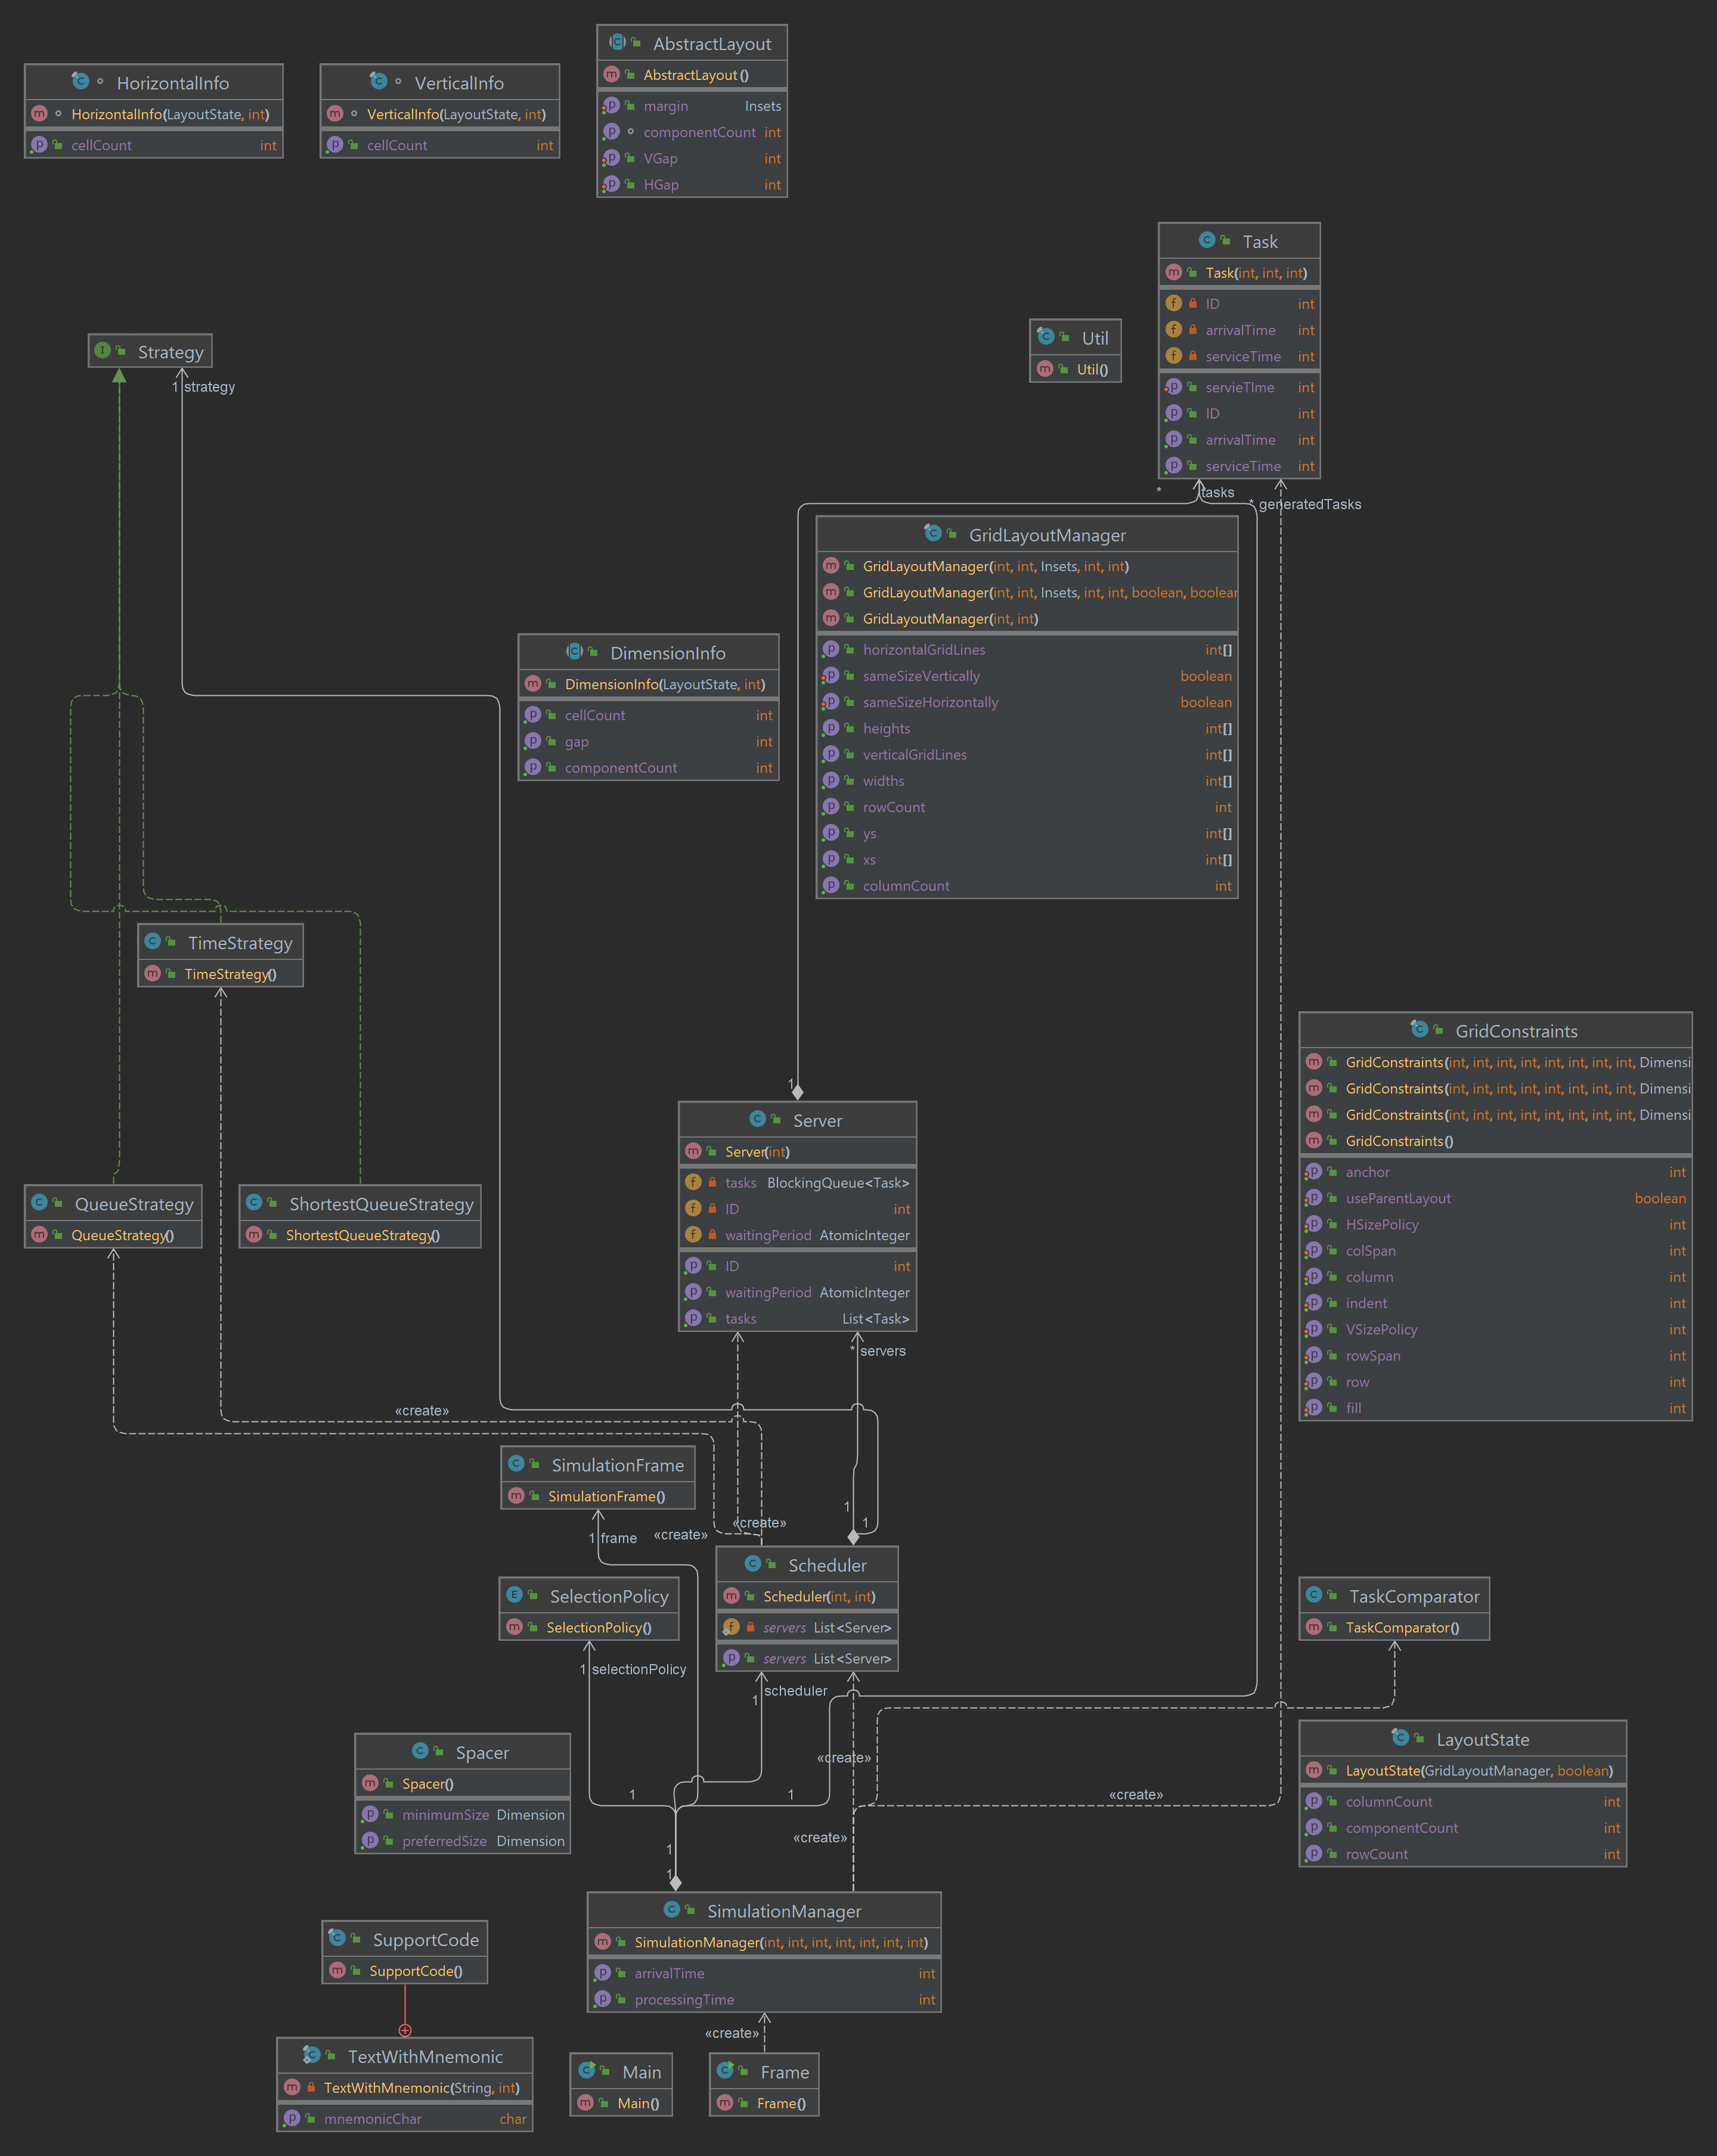 AbstractLayout
AbstractLayout()
margin Insets
componentCount int
VGap int
HGap int
HorizontalInfo
HorizontalInfo(LayoutState, int)
cellCount int
VerticalInfo
VerticalInfo(LayoutState, int)
cellCount int
Task
Task(int, int, int)
ID int
arrivalTime int
serviceTime int
servieTIme int
ID int
arrivalTime int
serviceTime int
Util
Util()
Strategy
1 strategy
* tasks
* generatedTasks
GridLayoutManager
GridLayoutManager(int, int, Insets, int, int)
GridLayoutManager(int, int, Insets, int, int, boolean, boolean
GridLayoutManager(int, int)
horizontalGridLines int[]
sameSizeVertically boolean
sameSizeHorizontally boolean
heights int[]
verticalGridLines int[]
widths int[]
rowCount int
ys int[]
xs int[]
columnCount int
DimensionInfo
DimensionInfo(LayoutState, int)
cellCount int
gap int
componentCount int
TimeStrategy
TimeStrategy()
GridConstraints
GridConstraints(int, int, int, int, int, int, int, int, Dimensi
GridConstraints(int, int, int, int, int, int, int, int, Dimensi
GridConstraints(int, int, int, int, int, int, int, int, Dimensi
GridConstraints()
anchor int
useParentLayout boolean
HSizePolicy int
colSpan int
column int
indent int
VSizePolicy int
rowSpan int
row int
fill int
1
Server
Server(int)
tasks BlockingQueue<Task>
ID int
waitingPeriod AtomicInteger
ID int
waitingPeriod AtomicInteger
tasks List<Task>
QueueStrategy
QueueStrategy()
ShortestQueueStrategy
ShortestQueueStrategy()
* servers
«create»
SimulationFrame
SimulationFrame()
1
1
«create»
«create»
1 frame
Scheduler
Scheduler(int, int)
servers List<Server>
servers List<Server>
SelectionPolicy
SelectionPolicy()
TaskComparator
TaskComparator()
1 selectionPolicy
1 scheduler
Spacer
Spacer()
minimumSize Dimension
preferredSize Dimension
LayoutState
LayoutState(GridLayoutManager, boolean)
columnCount int
componentCount int
rowCount int
«create»
1
1
«create»
«create»
1
1
SimulationManager
SimulationManager(int, int, int, int, int, int, int)
arrivalTime int
processingTime int
SupportCode
SupportCode()
«create»
TextWithMnemonic
TextWithMnemonic(String, int)
mnemonicChar char
Main
Main()
Frame
Frame()